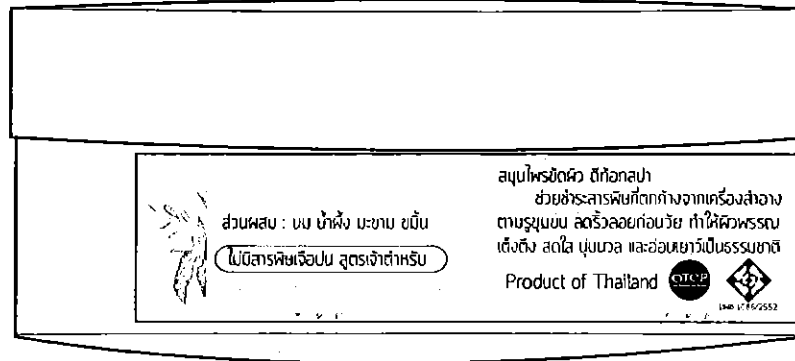 ส่วนผสม : นม น้ำผึ้ง มะขาม ขมิ้น
ไม่มีสารพิษเจือปน สูตรเจ้าตำหรับ
สมุนไพรขัดผิว ดีท๊อกสปา
ช่วยชำระสารพิษที่ตกค้างจากเครื่องสำอาง
ตามรูขุมขน ลดริ้วลอยก่อนวัย ทำให้ผิวพรรณ
เต่งตึง สดใส นุ่มนวล และอ่อนเยาว์เป็นธรรมชาติ
Product of Thailand
OTOP